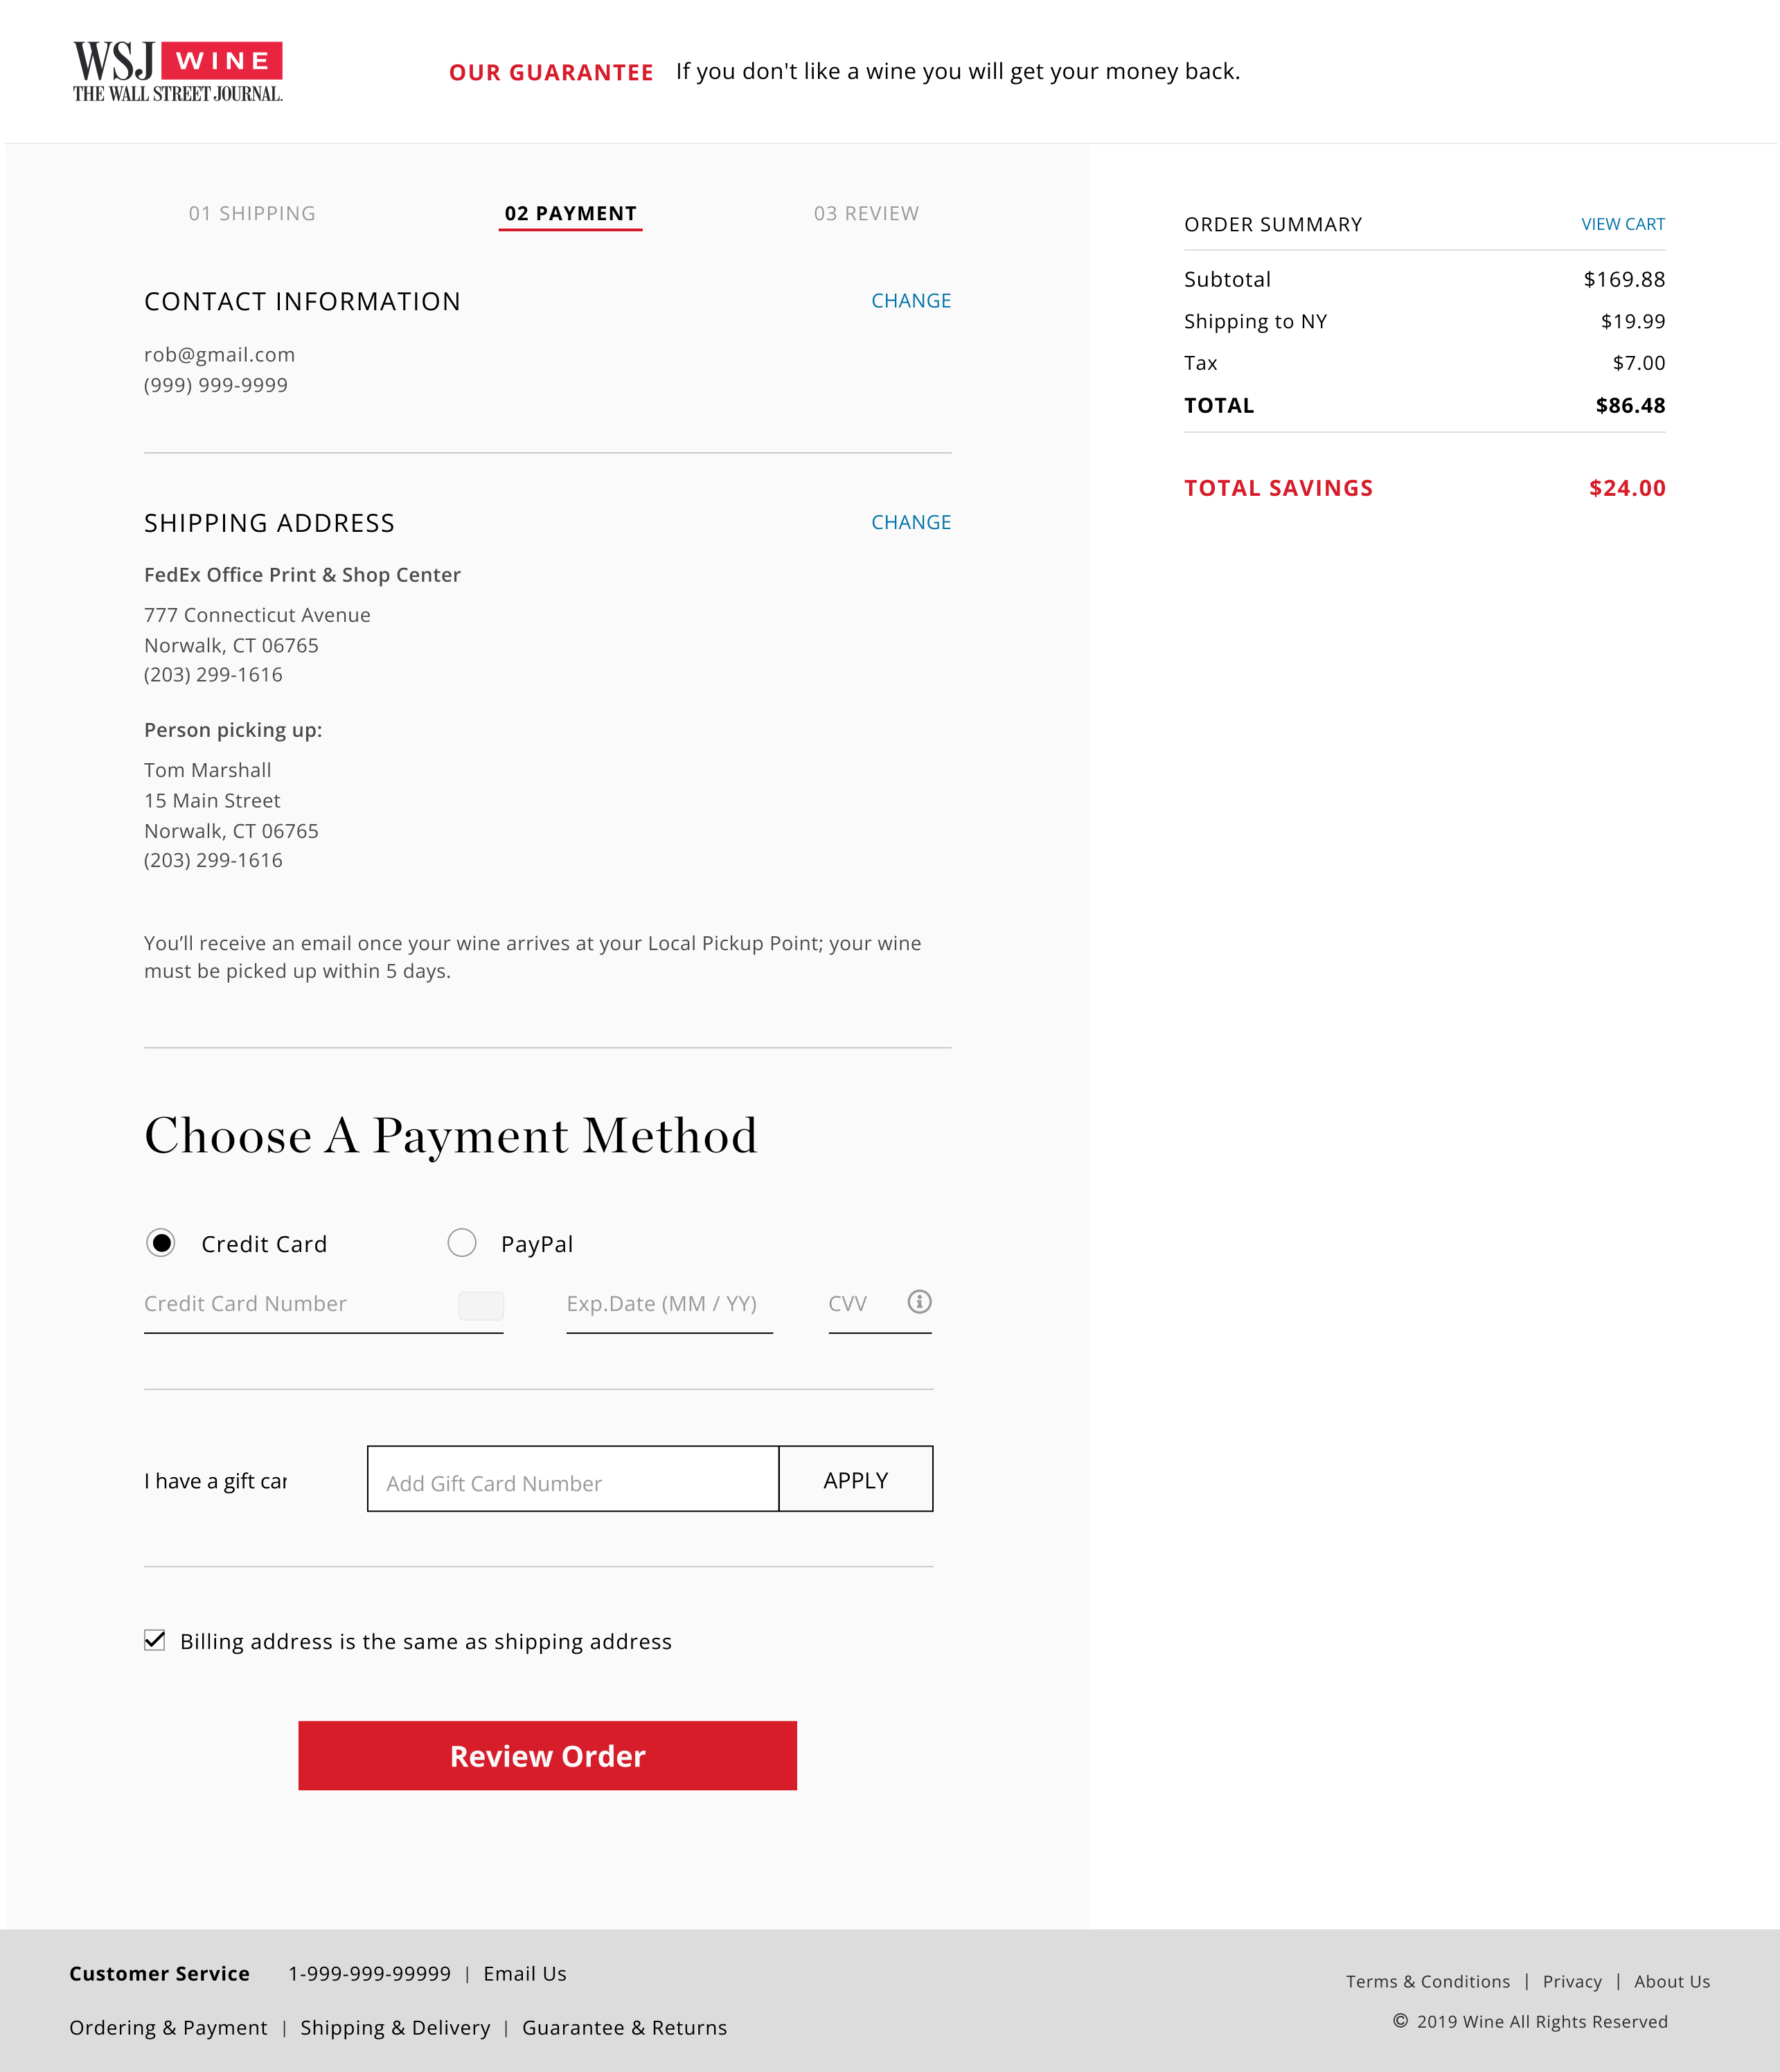 WSJ WINE
THE WALL STREET JOURNAL.
OUR GUARANTEE If you don't like a wine you will get your money back.
01 SHIPPING
02 PAYMENT
03 REVIEW
CONTACT INFORMATION
CHANGE
rob@gmail.com
(999) 999-9999
SHIPPING ADDRESS
CHANGE
FedEx Office Print & Shop Center
777 Connecticut Avenue
Norwalk, CT 06765
(203) 299-1616
Person picking up:
Tom Marshall
15 Main Street
Norwalk, CT 06765
(203) 299-1616
You’ll receive an email once your wine arrives at your Local Pickup Point; your wine
must be picked up within 5 days.
Choose A Payment Method
Credit Card
PayPal
Credit Card Number
Exp.Date (MM / YY)
CVV
I have a gift car
Add Gift Card Number
APPLY
Billing address is the same as shipping address
Review Order
ORDER SUMMARY
VIEW CART
Subtotal $169.88
Shipping to NY $19.99
Tax $7.00
TOTAL $86.48
TOTAL SAVINGS $24.00
Customer Service 1-999-999-99999 | Email Us
Ordering & Payment | Shipping & Delivery | Guarantee & Returns
Terms & Conditions | Privacy | About Us
© 2019 Wine All Rights Reserved